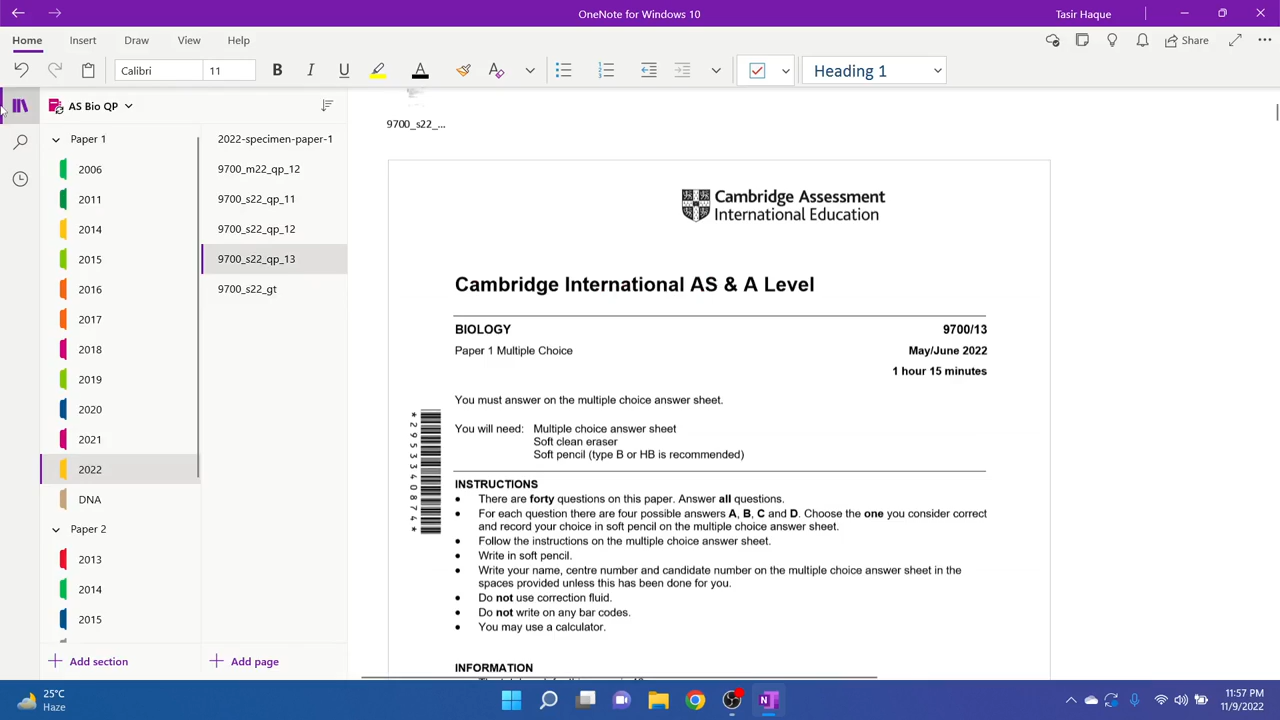 OneNote for Windows 10
Tasir Haque
Home
Insert
Draw
View
Help
Share
Calibri
11
B
I
U
A
Heading 1
AS Bio QP
Paper 1
2006
2011
2015
2016
2017
2018
2019
2020
2021
2022
DNA
Paper 2
2013
2014
2015
Add section
2022-specimen-paper-1
9700_m22_qp_12
9700_s22_qp_11
9700_s22_qp_12
9700_s22_qp_13
9700_s22_gt
Add page
9700_s22_...
Cambridge Assessment
International Education
Cambridge International AS & A Level
BIOLOGY 9700/13
Paper 1 Multiple Choice May/June 2022
1 hour 15 minutes
You must answer on the multiple choice answer sheet.
You will need: Multiple choice answer sheet
Soft clean eraser
Soft pencil (type B or HB is recommended)
*2953340874*
INSTRUCTIONS
• There are forty questions on this paper. Answer all questions.
• For each question there are four possible answers A, B, C and D. Choose the one you consider correct
and record your choice in soft pencil on the multiple choice answer sheet.
• Follow the instructions on the multiple choice answer sheet.
• Write in soft pencil.
• Write your name, centre number and candidate number on the multiple choice answer sheet in the
spaces provided unless this has been done for you.
• Do not use correction fluid.
• Do not write on any bar codes.
• You may use a calculator.
INFORMATION
25°C
Haze
11:57 PM
11/9/2022